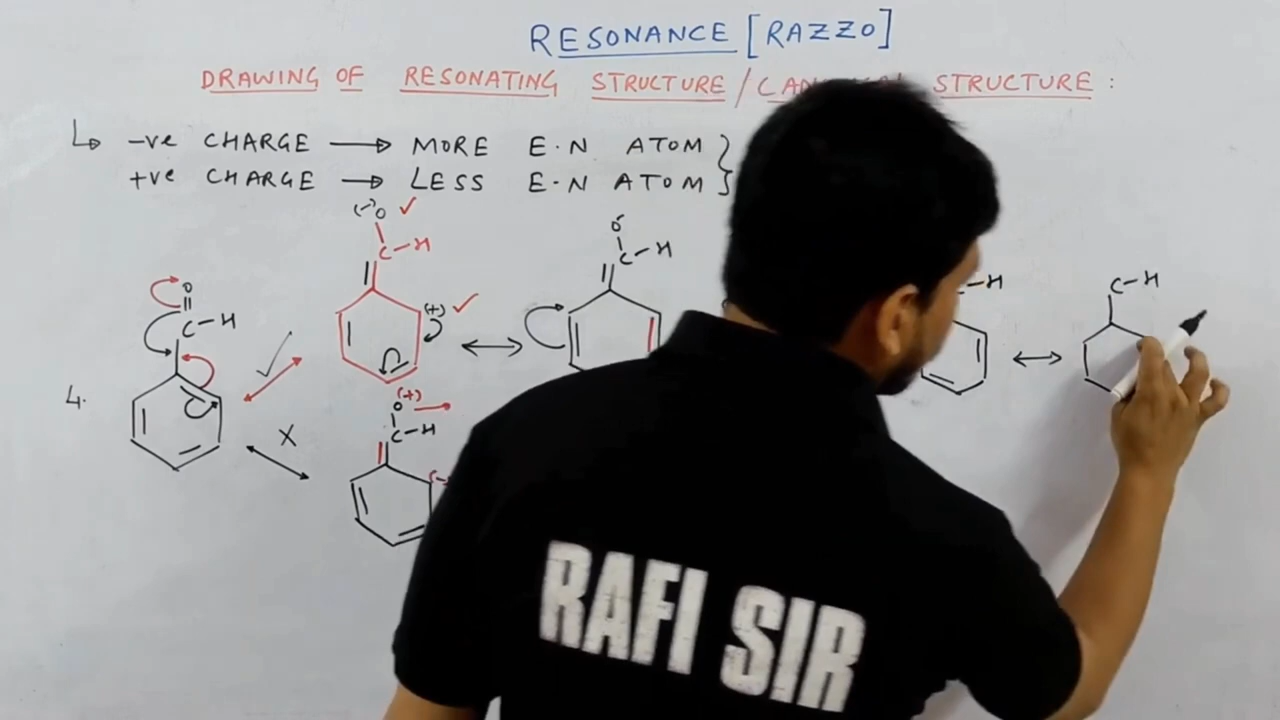 RESONANCE [RAZZO]
DRAWING OF RESONATING STRUCTURE / STRUCTURE :
-ve CHARGE → MORE E.N ATOM }
+ve CHARGE → LESS E.N ATOM }
(-) O ✓
C-H
(+) ✓
O
C-H
O
C-H
C-H
C-H
4.
✓
X
(+)
O
C-H
RAFI SIR